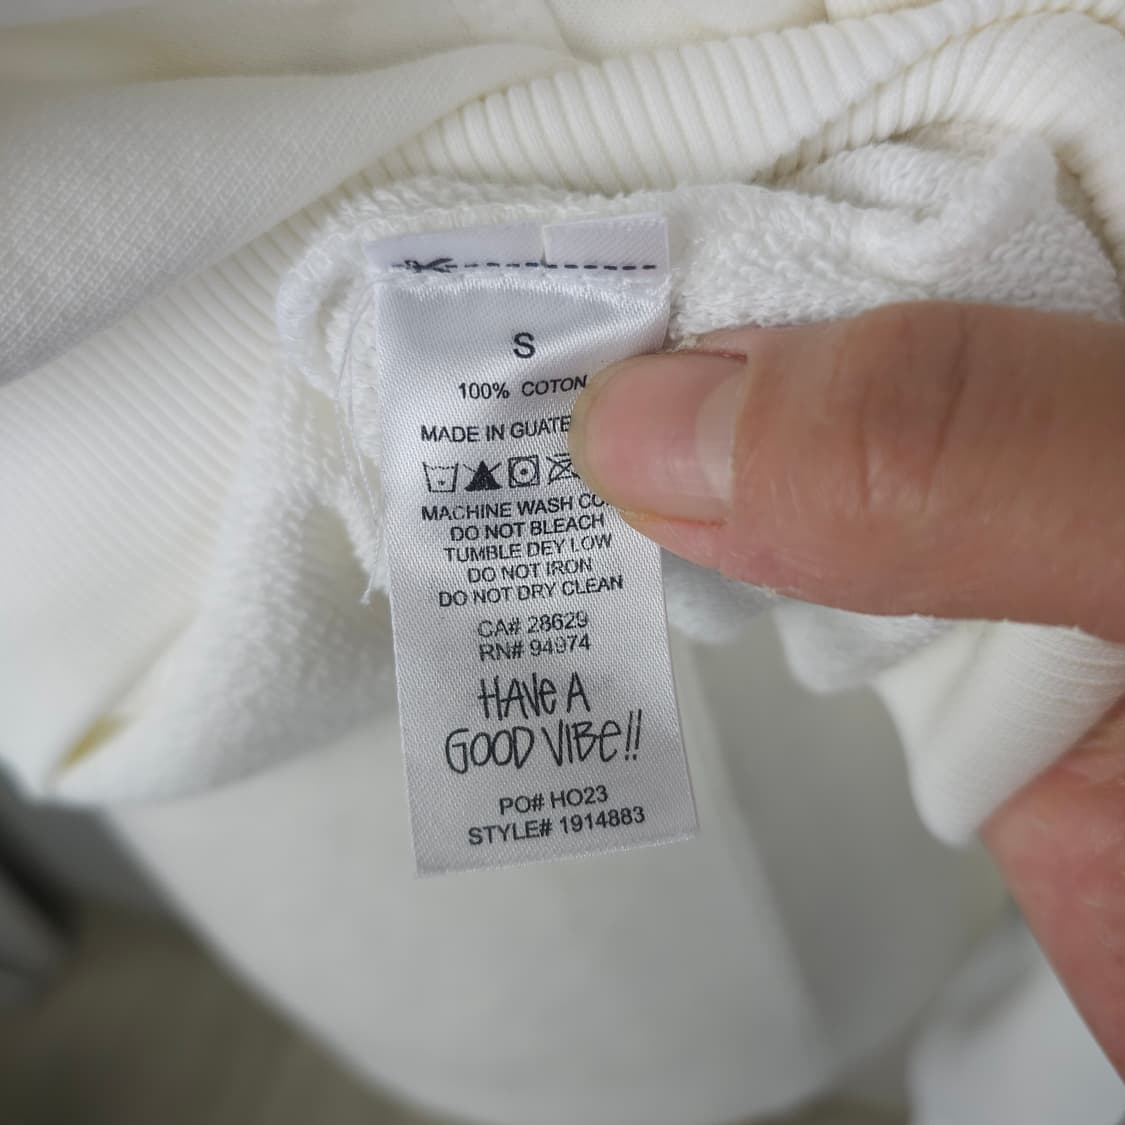 S
100% COTON
MADE IN GUATE
MACHINE WASH CO
DO NOT BLEACH
TUMBLE DEY LOW
DO NOT IRON
DO NOT DRY CLEAN
CA# 28629
RN# 94974
HAVE A
GOOD VIBE!!
PO# HO23
STYLE# 1914883